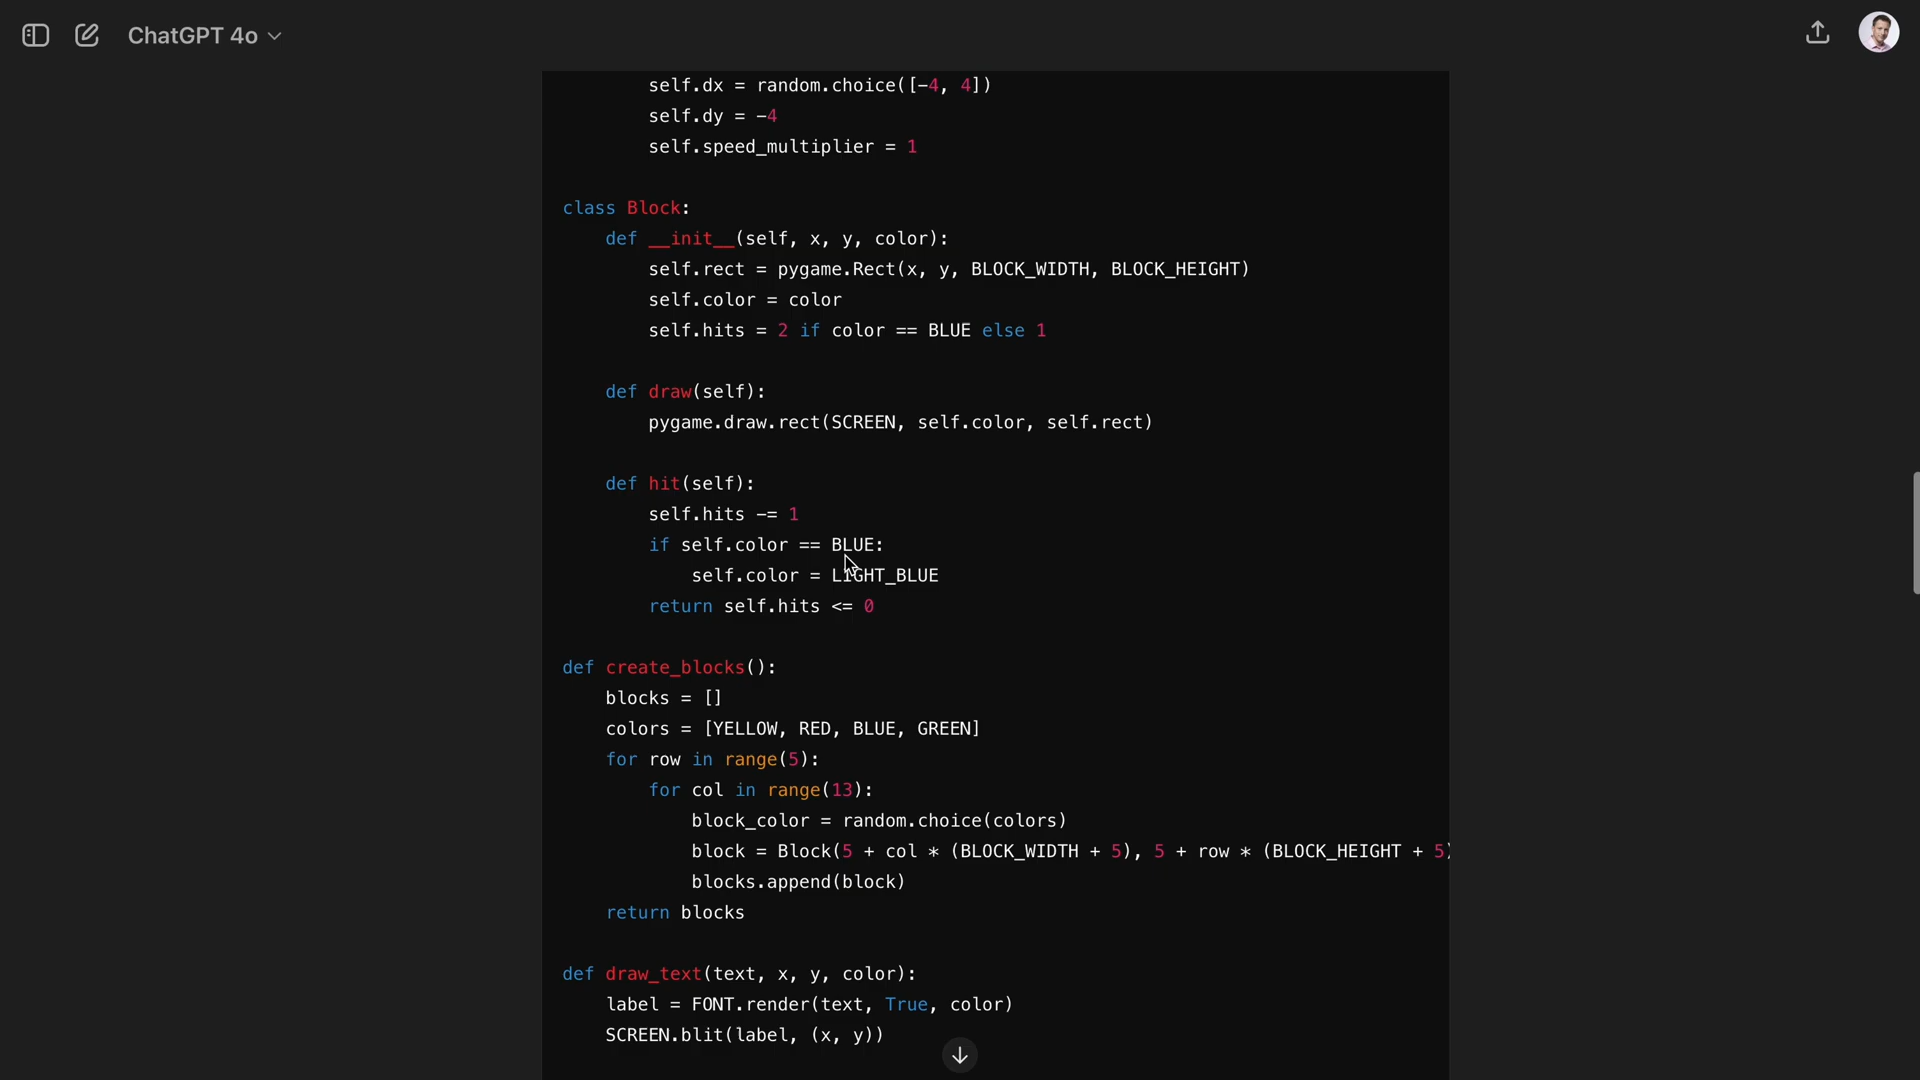 ChatGPT 4o
self.dx = random.choice([-4, 4])
self.dy = -4
self.speed_multiplier = 1
class Block:
def __init__(self, x, y, color):
self.rect = pygame.Rect(x, y, BLOCK_WIDTH, BLOCK_HEIGHT)
self.color = color
self.hits = 2 if color == BLUE else 1
def draw(self):
pygame.draw.rect(SCREEN, self.color, self.rect)
def hit(self):
self.hits -= 1
if self.color == BLUE:
self.color = LIGHT_BLUE
return self.hits <= 0
def create_blocks():
blocks = []
colors = [YELLOW, RED, BLUE, GREEN]
for row in range(5):
for col in range(13):
block_color = random.choice(colors)
block = Block(5 + col * (BLOCK_WIDTH + 5), 5 + row * (BLOCK_HEIGHT + 5)
blocks.append(block)
return blocks
def draw_text(text, x, y, color):
label = FONT.render(text, True, color)
SCREEN.blit(label, (x, y))